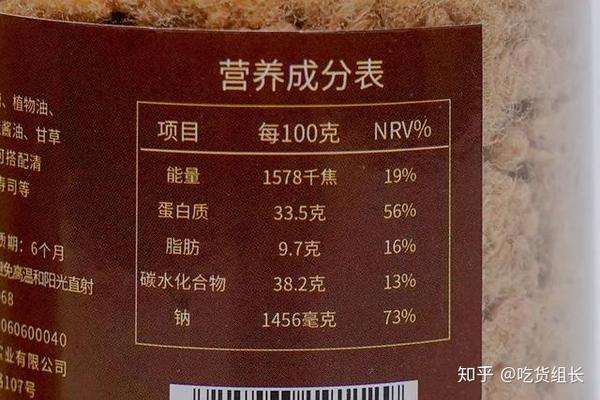 营养成分表
项目 每100克 NRV%
能量 1578千焦 19%
蛋白质 33.5克 56%
脂肪 9.7克 16%
碳水化合物 38.2克 13%
钠 1456毫克 73%
、植物油、
酱油、甘草
可搭配清
寿司等
质期：6个月
避免高温和阳光直射
68
060600040
实业有限公司
107号
知乎 @吃货组长